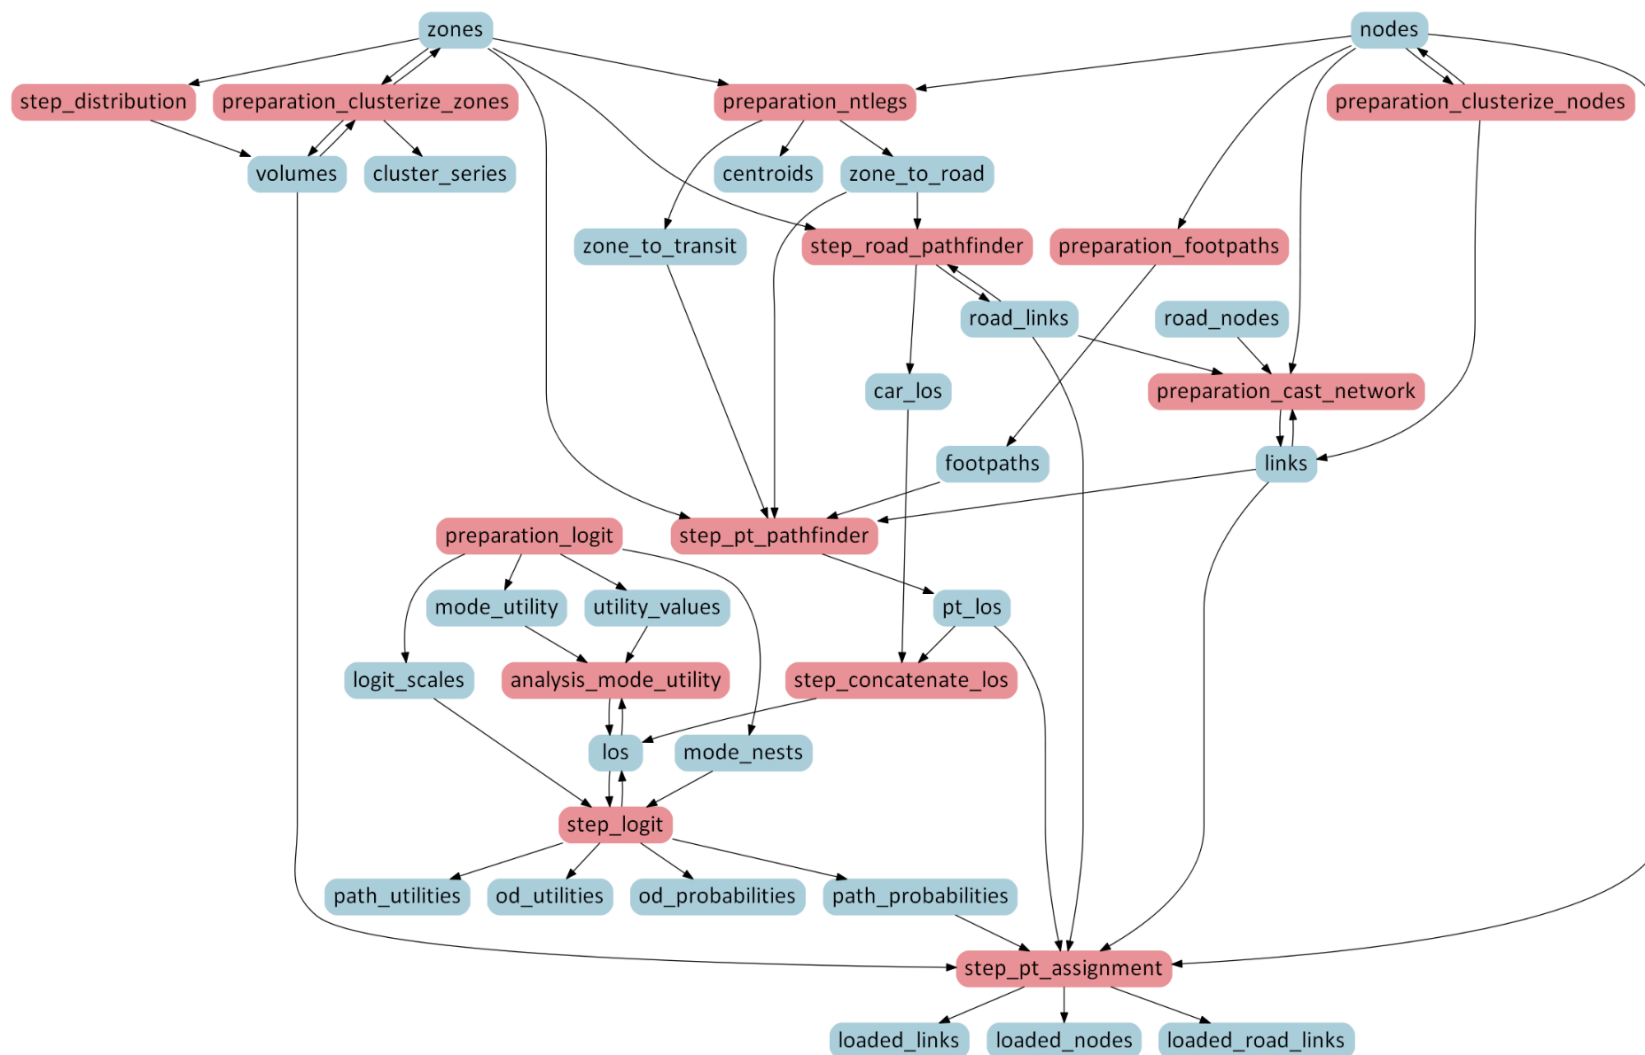 zones
nodes
step_distribution
preparation_clusterize_zones
preparation_ntlegs
preparation_clusterize_nodes
volumes
cluster_series
centroids
zone_to_road
zone_to_transit
step_road_pathfinder
preparation_footpaths
road_links
road_nodes
car_los
preparation_cast_network
footpaths
links
preparation_logit
step_pt_pathfinder
mode_utility
utility_values
pt_los
logit_scales
analysis_mode_utility
step_concatenate_los
los
mode_nests
step_logit
path_utilities
od_utilities
od_probabilities
path_probabilities
step_pt_assignment
loaded_links
loaded_nodes
loaded_road_links